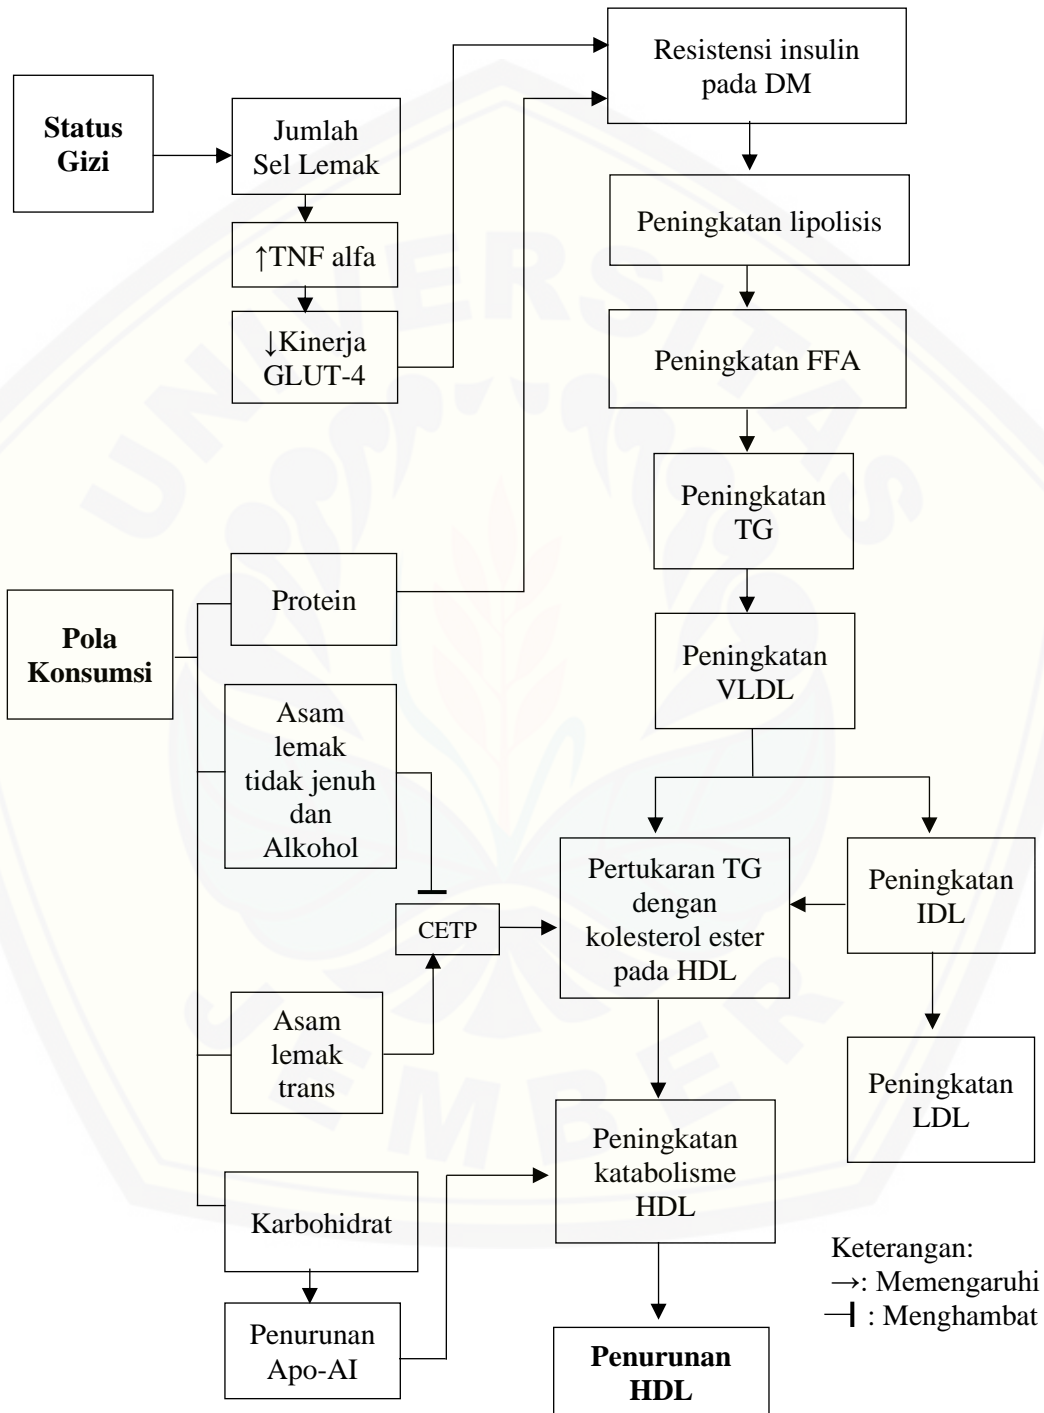 Resistensi insulin
pada DM
Status
Gizi
Jumlah
Sel Lemak
Peningkatan lipolisis
↑TNF alfa
↓Kinerja
GLUT-4
Peningkatan FFA
Peningkatan
TG
Protein
Pola
Konsumsi
Peningkatan
VLDL
Asam
lemak
tidak jenuh
dan
Alkohol
Pertukaran TG
dengan
kolesterol ester
pada HDL
Peningkatan
IDL
CETP
Asam
lemak
trans
Peningkatan
LDL
Peningkatan
katabolisme
HDL
Karbohidrat
Keterangan:
→: Memengaruhi
⊣ : Menghambat
Penurunan
Apo-AI
Penurunan
HDL
UNIVERSITAS
JEMBER